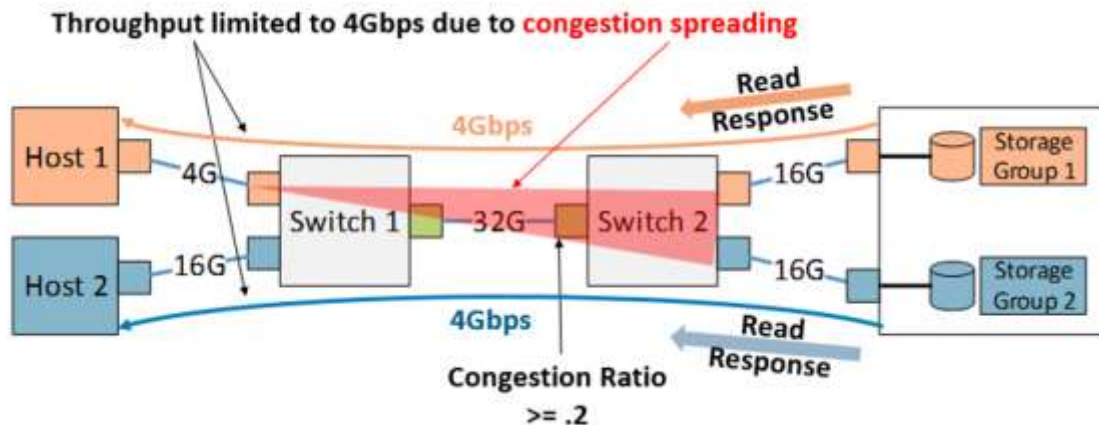 Throughput limited to 4Gbps due to congestion spreading
Read
Response
4Gbps
Host 1
4G
Switch 1
32G
Switch 2
16G
Storage
Group 1
Host 2
16G
16G
Storage
Group 2
4Gbps
Read
Response
Congestion Ratio
>= .2